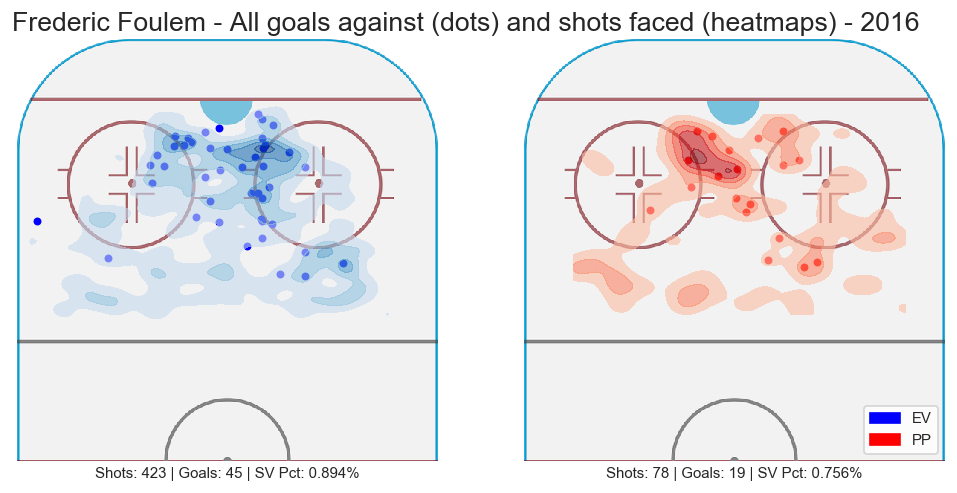 Frederic Foulem - All goals against (dots) and shots faced (heatmaps) - 2016
EV
PP
Shots: 423 | Goals: 45 | SV Pct: 0.894%
Shots: 78 | Goals: 19 | SV Pct: 0.756%